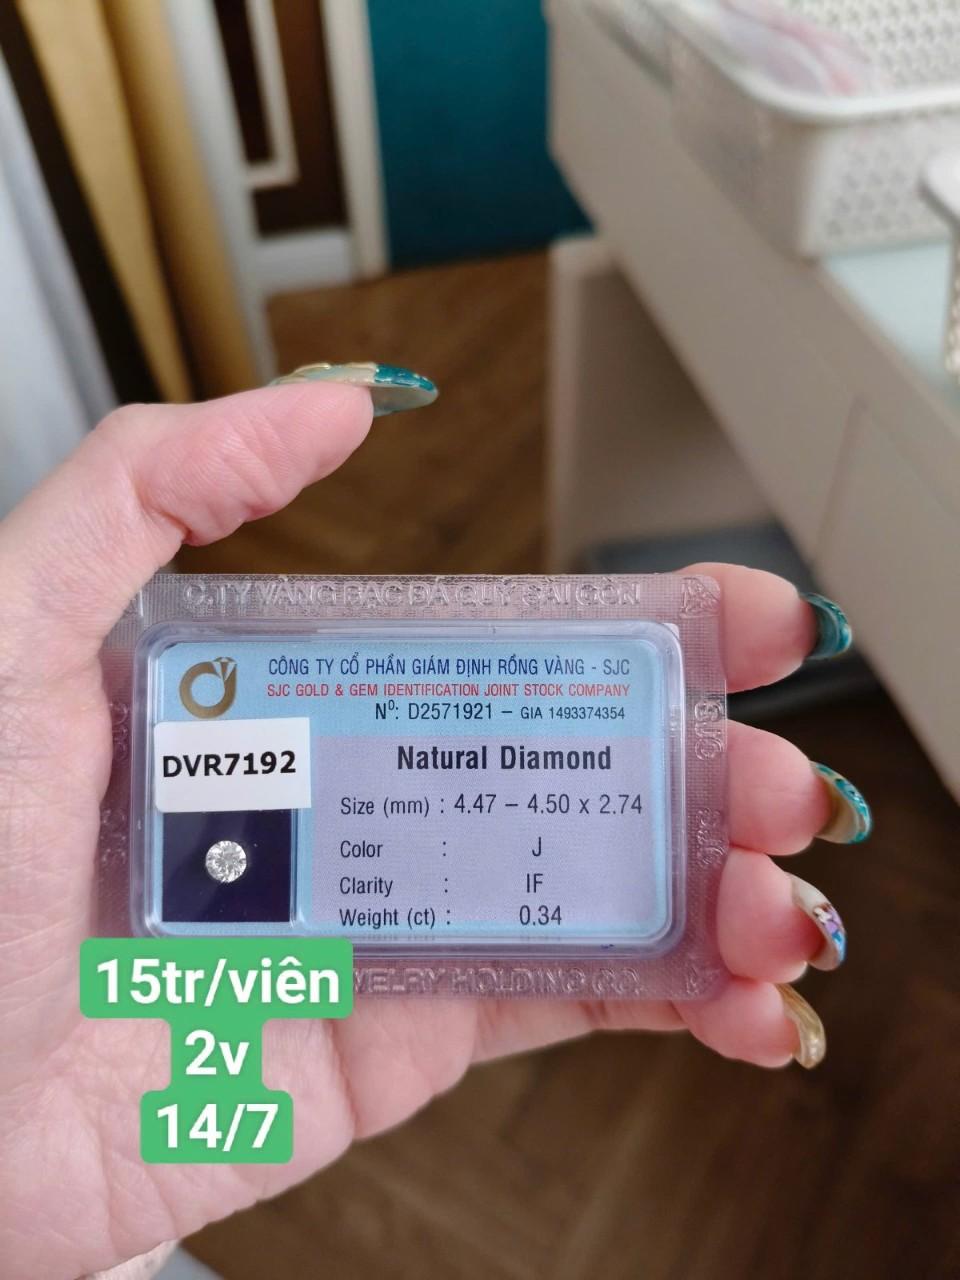 C.TY VÀNG BẠC ĐÁ QUÝ SÀI GÒN
CÔNG TY CỔ PHẦN GIÁM ĐỊNH RỒNG VÀNG - SJC
SJC GOLD & GEM IDENTIFICATION JOINT STOCK COMPANY
Nº: D2571921 – GIA 1493374354
DVR7192
Natural Diamond
Size (mm) : 4.47 – 4.50 x 2.74
Color : J
Clarity : IF
Weight (ct) : 0.34
SJC
HOLDING CO.
15tr/viên
2v
14/7